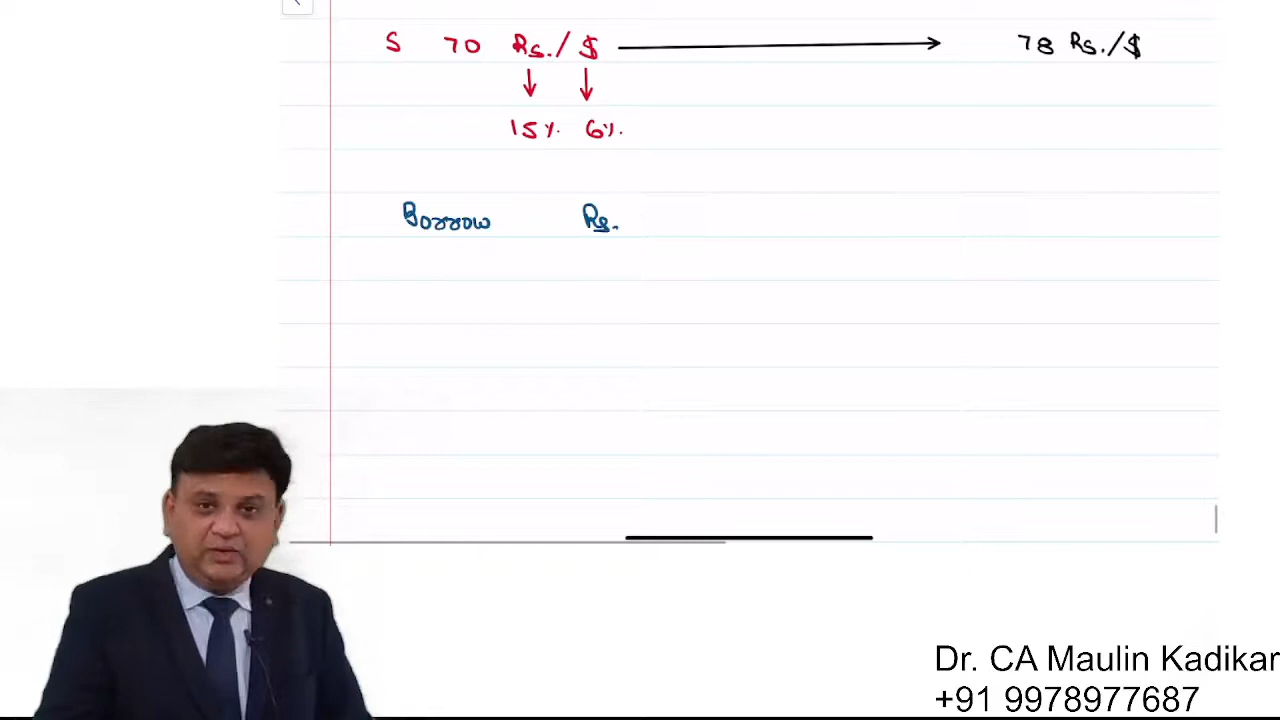 S 70 Rs./$ 78 Rs./$
15%. 6%.
Borrow Rs.
Dr. CA Maulin Kadikar
+91 9978977687